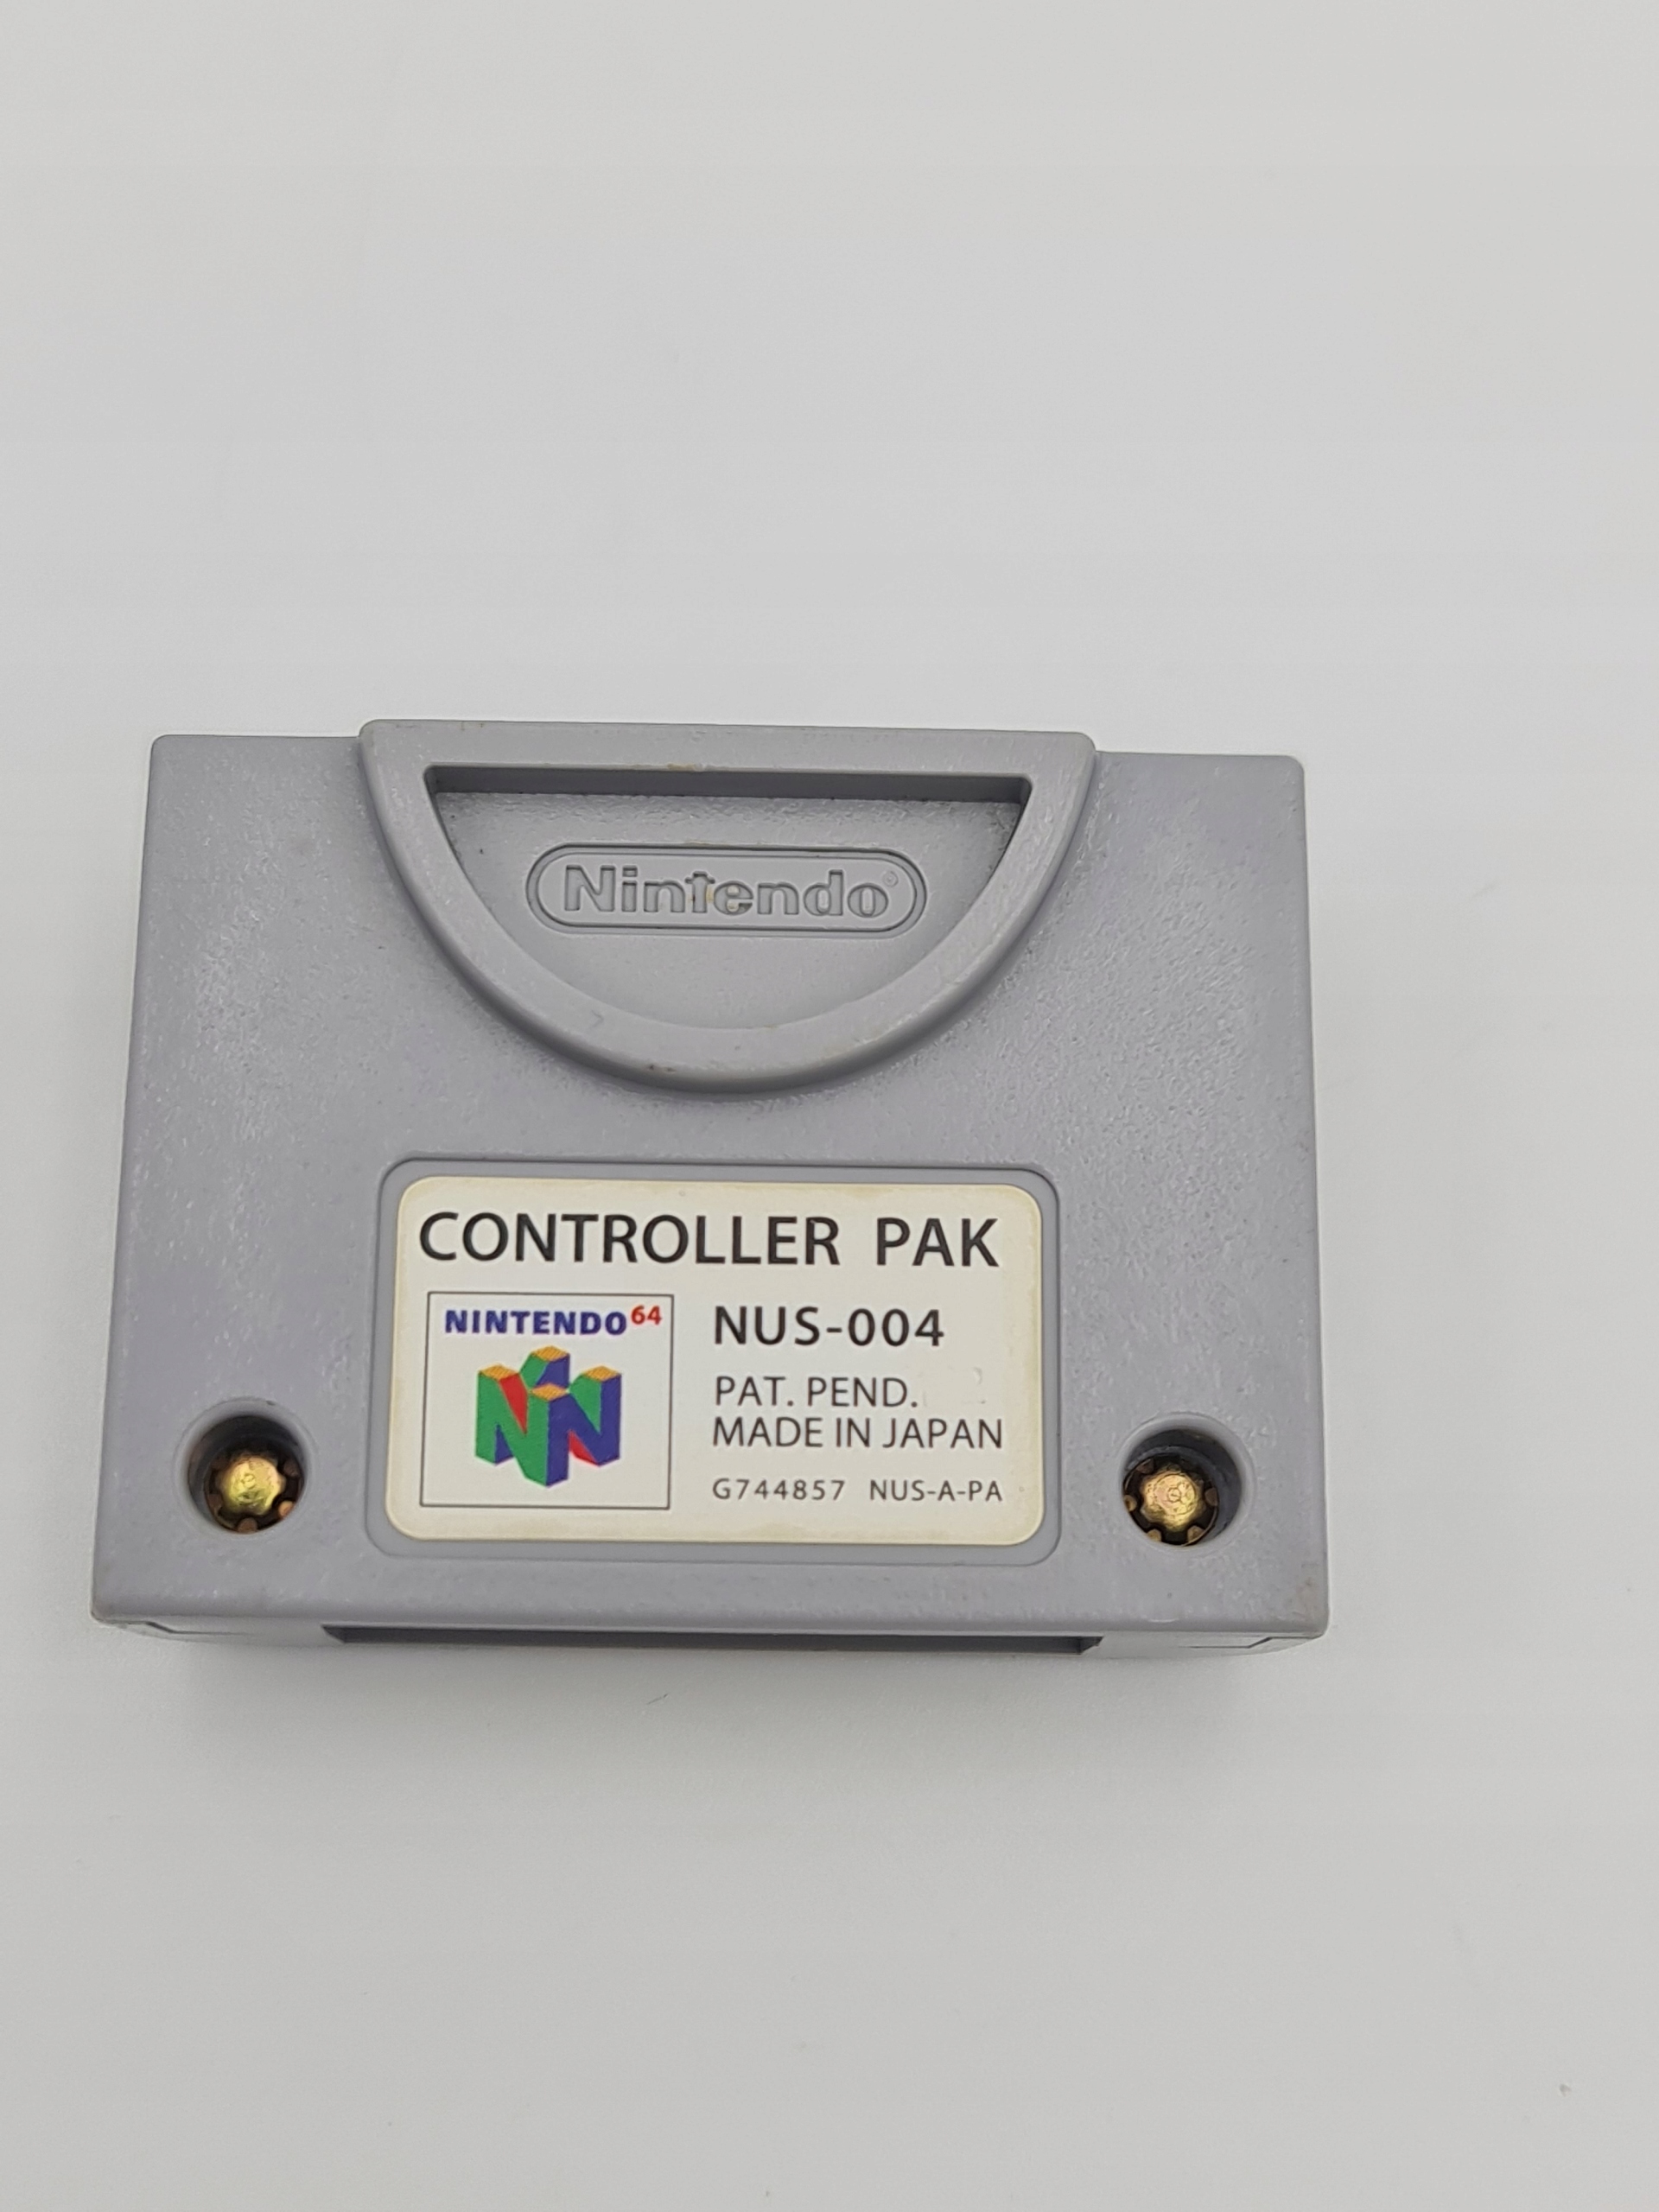 Nintendo®
CONTROLLER PAK
NINTENDO64
NUS-004
PAT. PEND.
MADE IN JAPAN
G744857 NUS-A-PA